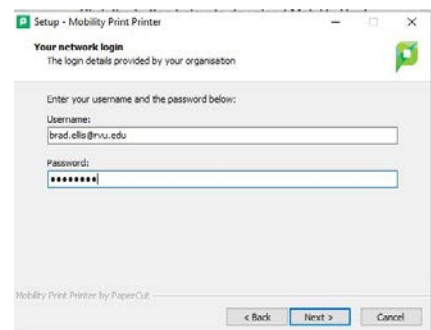 Setup - Mobility Print Printer
Your network login
The login details provided by your organisation
Enter your username and the password below:
Username:
brad.ellis@rvu.edu
Password:
••••••••
Mobility Print Printer by PaperCut
< Back Next > Cancel